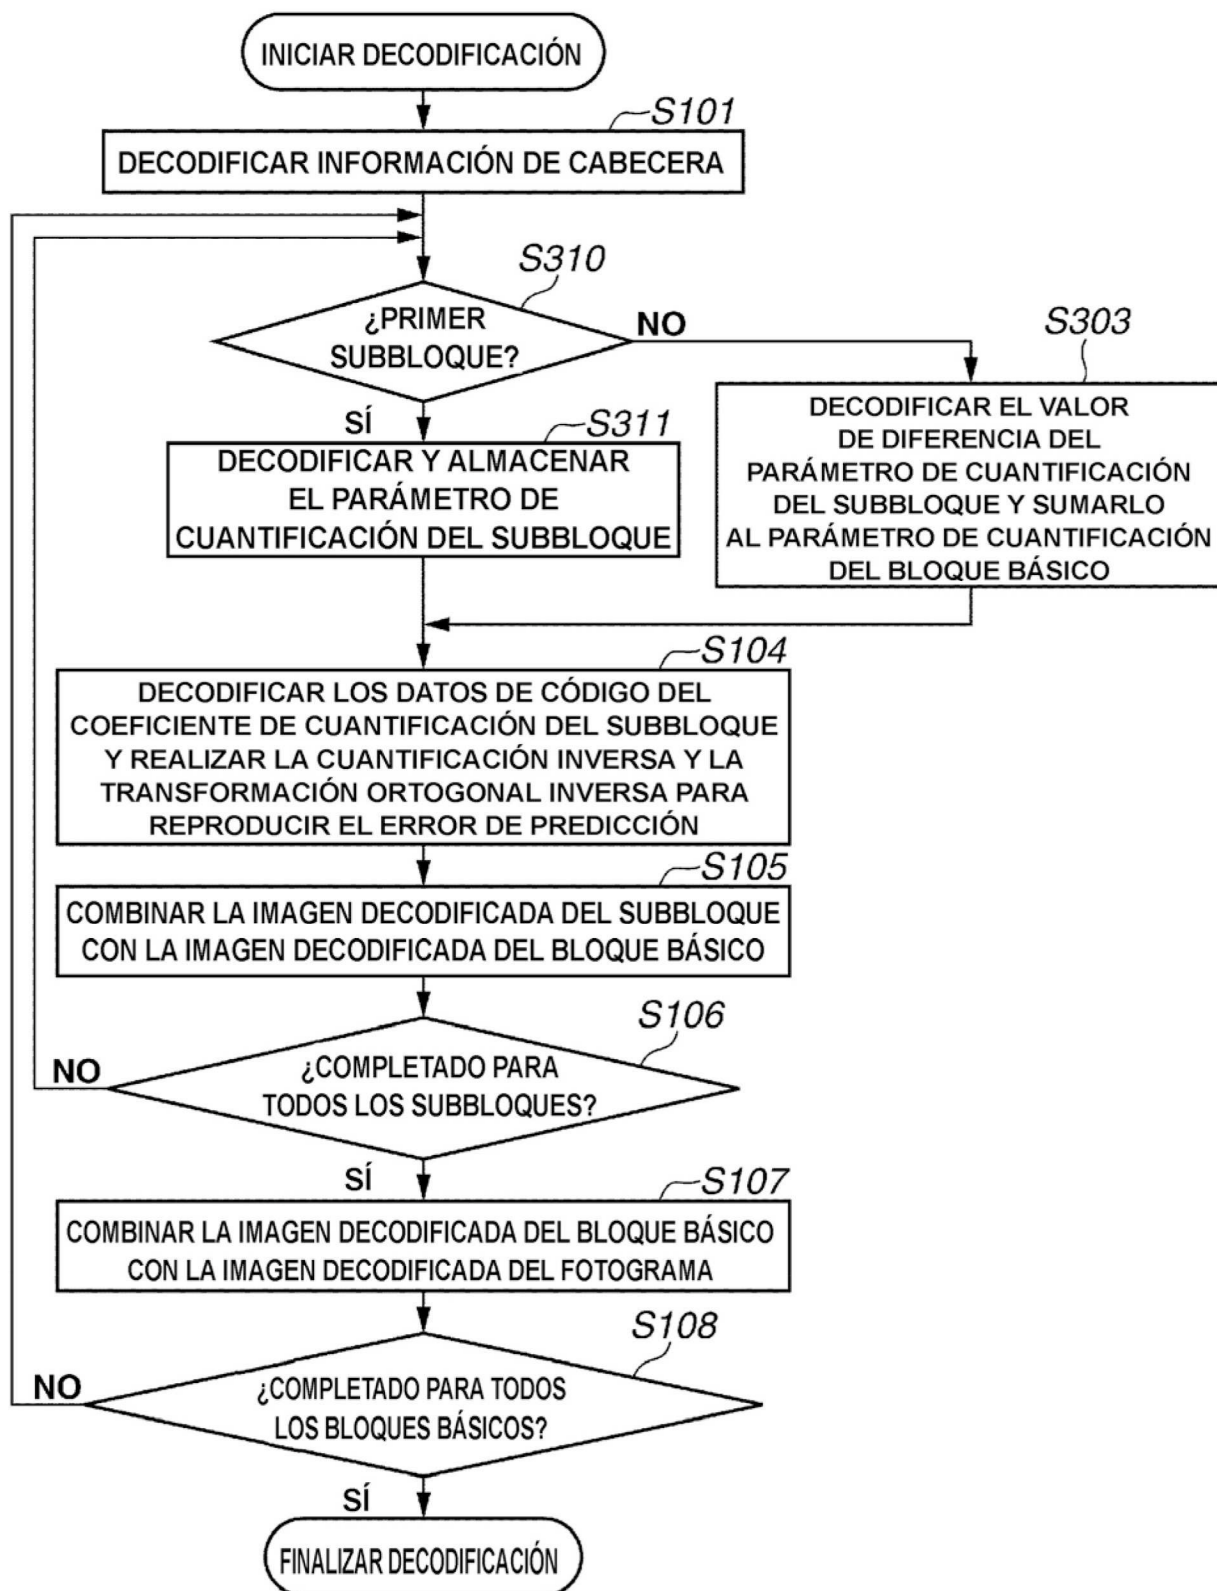 INICIAR DECODIFICACIÓN
S101
DECODIFICAR INFORMACIÓN DE CABECERA
S310
¿PRIMER
SUBBLOQUE?
NO
SÍ
S303
DECODIFICAR EL VALOR
DE DIFERENCIA DEL
PARÁMETRO DE CUANTIFICACIÓN
DEL SUBBLOQUE Y SUMARLO
AL PARÁMETRO DE CUANTIFICACIÓN
DEL BLOQUE BÁSICO
S311
DECODIFICAR Y ALMACENAR
EL PARÁMETRO DE
CUANTIFICACIÓN DEL SUBBLOQUE
S104
DECODIFICAR LOS DATOS DE CÓDIGO DEL
COEFICIENTE DE CUANTIFICACIÓN DEL SUBBLOQUE
Y REALIZAR LA CUANTIFICACIÓN INVERSA Y LA
TRANSFORMACIÓN ORTOGONAL INVERSA PARA
REPRODUCIR EL ERROR DE PREDICCIÓN
S105
COMBINAR LA IMAGEN DECODIFICADA DEL SUBBLOQUE
CON LA IMAGEN DECODIFICADA DEL BLOQUE BÁSICO
S106
¿COMPLETADO PARA
TODOS LOS SUBBLOQUES?
NO
SÍ
S107
COMBINAR LA IMAGEN DECODIFICADA DEL BLOQUE BÁSICO
CON LA IMAGEN DECODIFICADA DEL FOTOGRAMA
S108
¿COMPLETADO PARA TODOS
LOS BLOQUES BÁSICOS?
NO
SÍ
FINALIZAR DECODIFICACIÓN